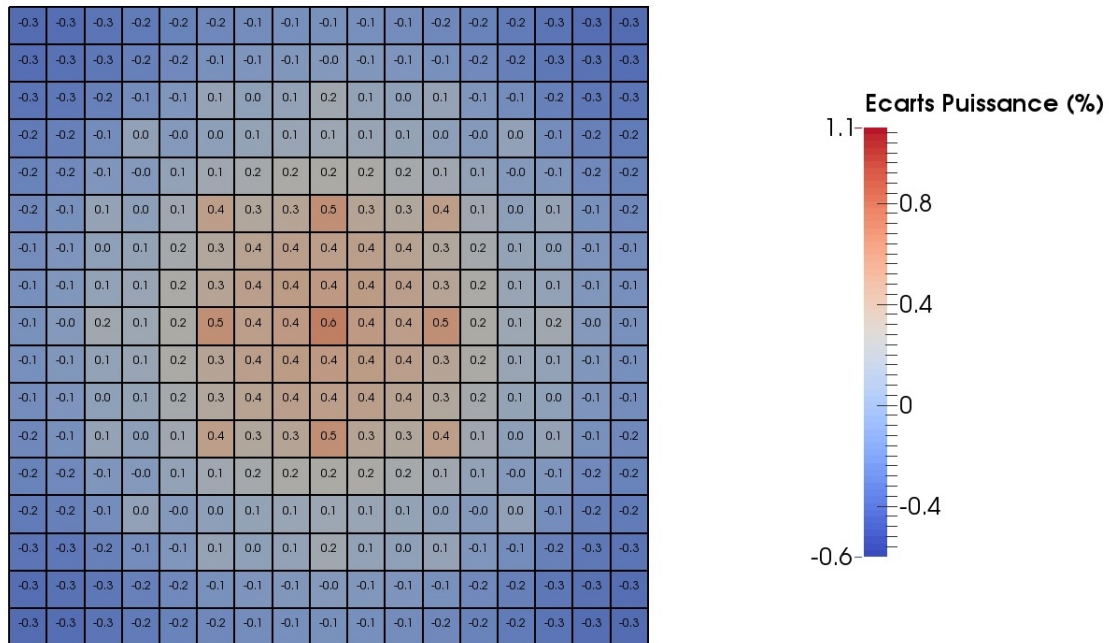 -0.3 -0.3 -0.3 -0.2 -0.2 -0.2 -0.1 -0.1 -0.1 -0.1 -0.1 -0.2 -0.2 -0.2 -0.3 -0.3 -0.3
-0.3 -0.3 -0.3 -0.2 -0.2 -0.1 -0.1 -0.1 -0.0 -0.1 -0.1 -0.1 -0.2 -0.2 -0.3 -0.3 -0.3
-0.3 -0.3 -0.2 -0.1 -0.1 0.1 0.0 0.1 0.2 0.1 0.0 0.1 -0.1 -0.1 -0.2 -0.3 -0.3
-0.2 -0.2 -0.1 0.0 -0.0 0.0 0.1 0.1 0.1 0.1 0.1 0.0 -0.0 0.0 -0.1 -0.2 -0.2
-0.2 -0.2 -0.1 -0.0 0.1 0.1 0.2 0.2 0.2 0.2 0.2 0.1 0.1 -0.0 -0.1 -0.2 -0.2
-0.2 -0.1 0.1 0.0 0.1 0.4 0.3 0.3 0.5 0.3 0.3 0.4 0.1 0.0 0.1 -0.1 -0.2
-0.1 -0.1 0.0 0.1 0.2 0.3 0.4 0.4 0.4 0.4 0.4 0.3 0.2 0.1 0.0 -0.1 -0.1
-0.1 -0.1 0.1 0.1 0.2 0.3 0.4 0.4 0.4 0.4 0.4 0.3 0.2 0.1 0.1 -0.1 -0.1
-0.1 -0.0 0.2 0.1 0.2 0.5 0.4 0.4 0.6 0.4 0.4 0.5 0.2 0.1 0.2 -0.0 -0.1
-0.1 -0.1 0.1 0.1 0.2 0.3 0.4 0.4 0.4 0.4 0.4 0.3 0.2 0.1 0.1 -0.1 -0.1
-0.1 -0.1 0.0 0.1 0.2 0.3 0.4 0.4 0.4 0.4 0.4 0.3 0.2 0.1 0.0 -0.1 -0.1
-0.2 -0.1 0.1 0.0 0.1 0.4 0.3 0.3 0.5 0.3 0.3 0.4 0.1 0.0 0.1 -0.1 -0.2
-0.2 -0.2 -0.1 -0.0 0.1 0.1 0.2 0.2 0.2 0.2 0.2 0.1 0.1 -0.0 -0.1 -0.2 -0.2
-0.2 -0.2 -0.1 0.0 -0.0 0.0 0.1 0.1 0.1 0.1 0.1 0.0 -0.0 0.0 -0.1 -0.2 -0.2
-0.3 -0.3 -0.2 -0.1 -0.1 0.1 0.0 0.1 0.2 0.1 0.0 0.1 -0.1 -0.1 -0.2 -0.3 -0.3
-0.3 -0.3 -0.3 -0.2 -0.2 -0.1 -0.1 -0.1 -0.0 -0.1 -0.1 -0.1 -0.2 -0.2 -0.3 -0.3 -0.3
-0.3 -0.3 -0.3 -0.2 -0.2 -0.2 -0.1 -0.1 -0.1 -0.1 -0.1 -0.2 -0.2 -0.2 -0.3 -0.3 -0.3
Ecarts Puissance (%)
1.1
0.8
0.4
0
-0.4
-0.6